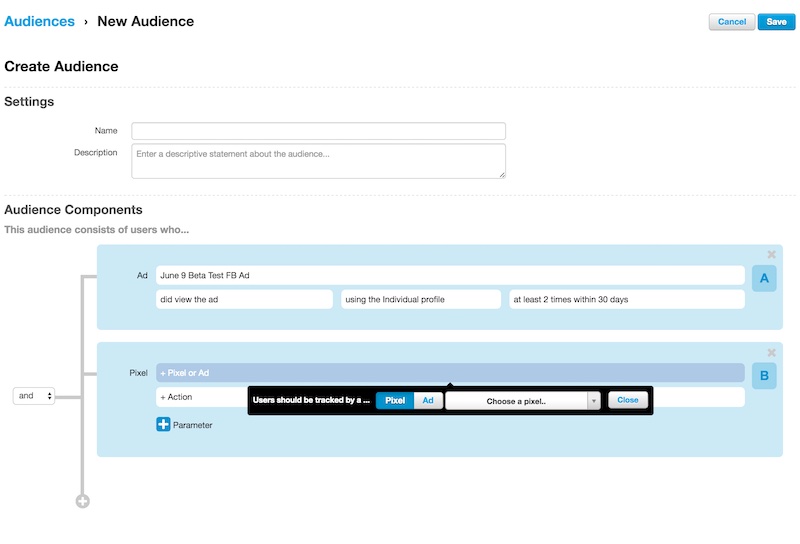 Audiences › New Audience
Cancel
Save
Create Audience
Settings
Name
Description
Enter a descriptive statement about the audience...
Audience Components
This audience consists of users who...
Ad
June 9 Beta Test FB Ad
A
did view the ad
using the Individual profile
at least 2 times within 30 days
Pixel
+ Pixel or Ad
B
and
+ Action
Users should be tracked by a ...
Pixel
Ad
Choose a pixel..
Close
Parameter